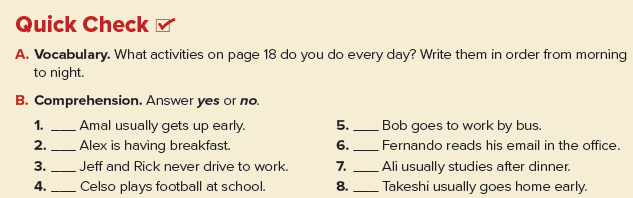 Quick Check
A. Vocabulary. What activities on page 18 do you do every day? Write them in order from morning
to night.
B. Comprehension. Answer yes or no.
1. ___ Amal usually gets up early.
2. ___ Alex is having breakfast.
3. ___ Jeff and Rick never drive to work.
4. ___ Celso plays football at school.
5. ___ Bob goes to work by bus.
6. ___ Fernando reads his email in the office.
7. ___ Ali usually studies after dinner.
8. ___ Takeshi usually goes home early.